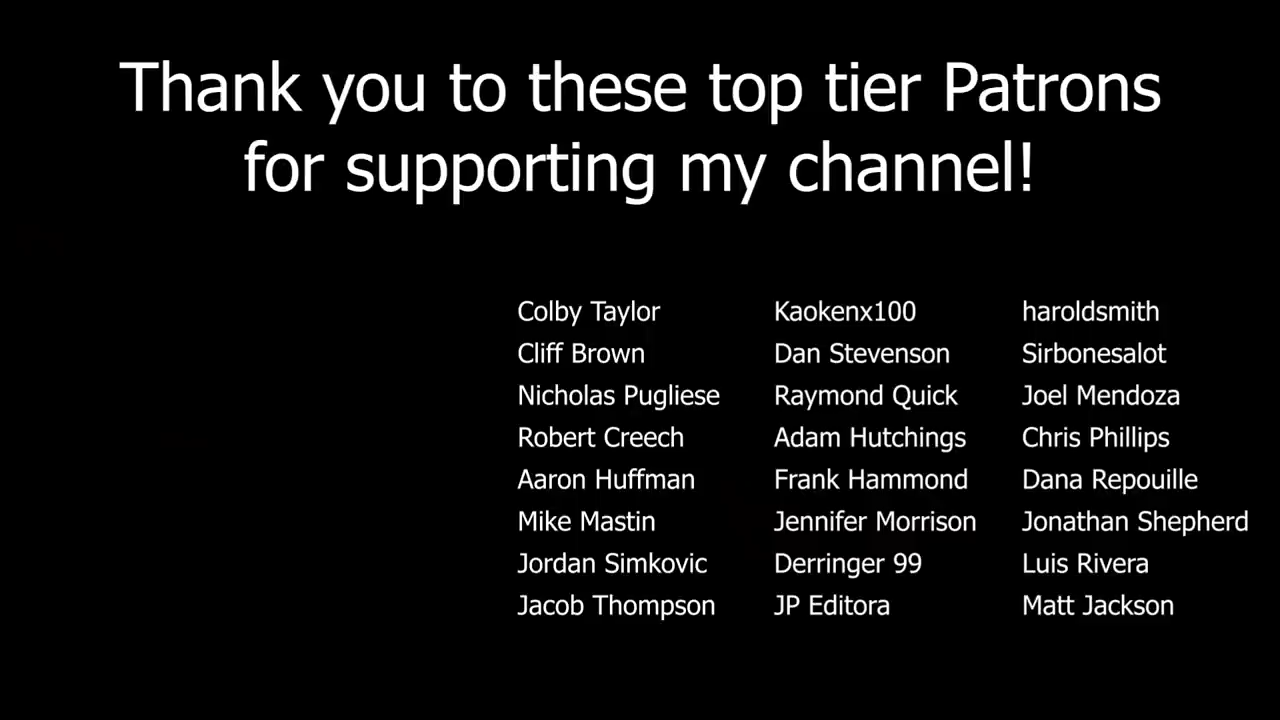 Thank you to these top tier Patrons
for supporting my channel!
Colby Taylor
Cliff Brown
Nicholas Pugliese
Robert Creech
Aaron Huffman
Mike Mastin
Jordan Simkovic
Jacob Thompson
Kaokenx100
Dan Stevenson
Raymond Quick
Adam Hutchings
Frank Hammond
Jennifer Morrison
Derringer 99
JP Editora
haroldsmith
Sirbonesalot
Joel Mendoza
Chris Phillips
Dana Repouille
Jonathan Shepherd
Luis Rivera
Matt Jackson